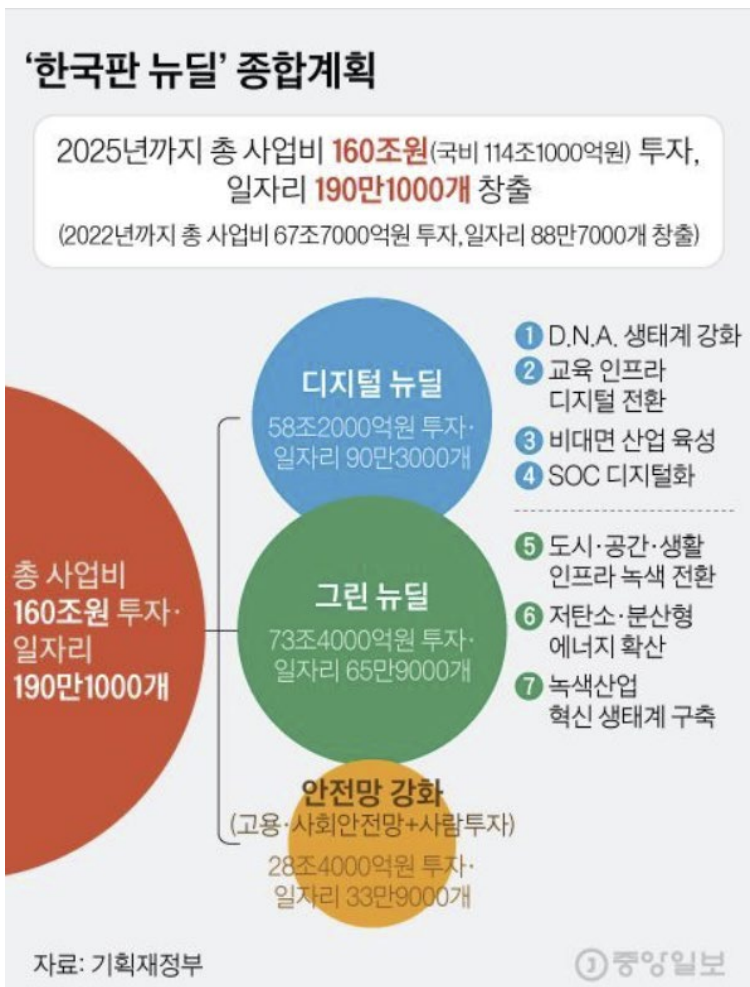 ‘한국판 뉴딜’ 종합계획
2025년까지 총 사업비 160조원(국비 114조1000억원) 투자,
일자리 190만1000개 창출
(2022년까지 총 사업비 67조7000억원 투자,일자리 88만7000개 창출)
총 사업비
160조원 투자·
일자리
190만1000개
디지털 뉴딜
58조2000억원 투자·
일자리 90만3000개
1 D.N.A. 생태계 강화
2 교육 인프라
디지털 전환
3 비대면 산업 육성
4 SOC 디지털화
그린 뉴딜
73조4000억원 투자·
일자리 65만9000개
5 도시·공간·생활
인프라 녹색 전환
6 저탄소·분산형
에너지 확산
7 녹색산업
혁신 생태계 구축
안전망 강화
(고용·사회안전망+사람투자)
28조4000억원 투자·
일자리 33만9000개
자료: 기획재정부
J 중앙일보